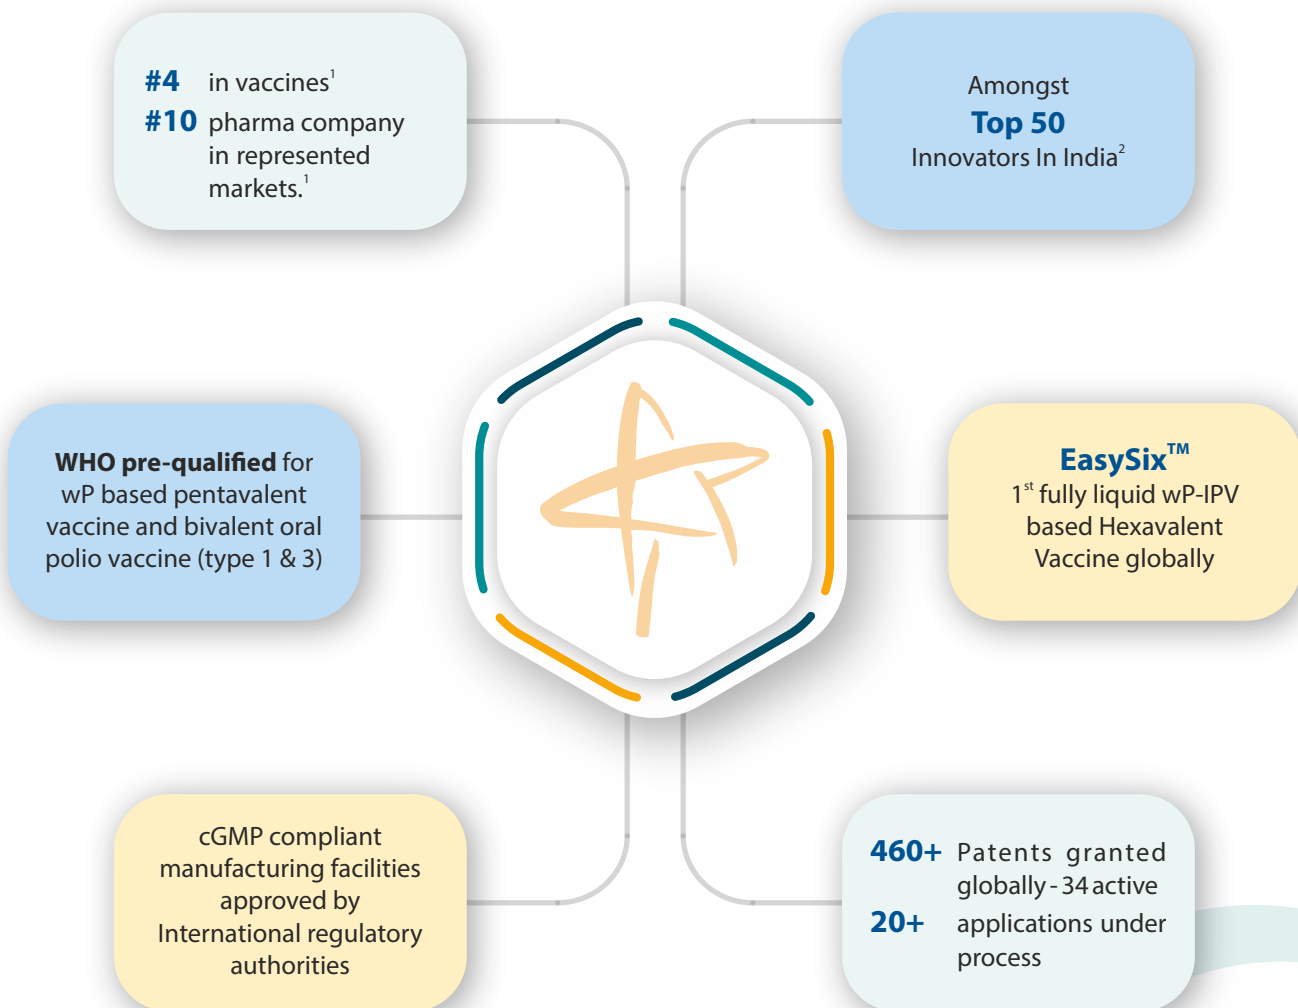 #4 in vaccines¹
#10 pharma company
in represented
markets.¹
Amongst
Top 50
Innovators In India²
WHO pre-qualified for
wP based pentavalent
vaccine and bivalent oral
polio vaccine (type 1 & 3)
EasySix™
1ˢᵗ fully liquid wP-IPV
based Hexavalent
Vaccine globally
cGMP compliant
manufacturing facilities
approved by
International regulatory
authorities
460+ Patents granted
globally - 34 active
20+ applications under
process